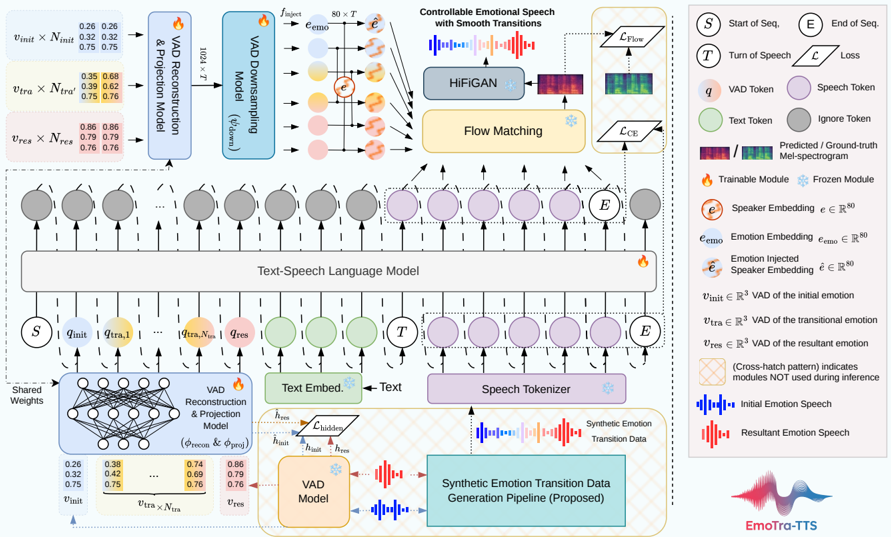 v_init × N_init
0.26 0.26
0.32 0.32
0.75 0.75
v_tra × N_tra'
0.35 0.68
0.39 0.62
0.75 0.76
v_res × N_res
0.86 0.86
0.79 0.79
0.76 0.76
VAD Reconstruction
& Projection Model
1024 × T
VAD Downsampling
Model
(ψ_down)
f_inject
80 × T
e_emo
ê
e
Controllable Emotional Speech
with Smooth Transitions
HiFiGAN
Flow Matching
L_Flow
L_CE
...
E
Text-Speech Language Model
S
q_init
q_tra,1
...
q_tra,N_tra
q_res
T
E
Shared
Weights
VAD
Reconstruction
& Projection
Model
(ϕ_recon & ϕ_proj)
Text Embed.
Text
Speech Tokenizer
ĥ_res
ĥ_init
L_hidden
h_init
h_res
Synthetic Emotion
Transition Data
VAD
Model
Synthetic Emotion Transition Data
Generation Pipeline (Proposed)
0.26
0.32
0.75
0.38
0.42
0.75
...
0.74
0.69
0.76
0.86
0.79
0.76
v_init
v_tra×N_tra
v_res
S Start of Seq,
E End of Seq.
T Turn of Speech
L Loss
q VAD Token
Speech Token
Text Token
Ignore Token
/ Predicted / Ground-truth
Mel-spectrogram
Trainable Module
Frozen Module
e Speaker Embedding e ∈ ℝ^80
e_emo Emotion Embedding e_emo ∈ ℝ^80
ê Emotion Injected
Speaker Embedding ê ∈ ℝ^80
v_init ∈ ℝ^3 VAD of the initial emotion
v_tra ∈ ℝ^3 VAD of the transitional emotion
v_res ∈ ℝ^3 VAD of the resultant emotion
(Cross-hatch pattern) indicates
modules NOT used during inference
Initial Emotion Speech
Resultant Emotion Speech
EmoTra-TTS